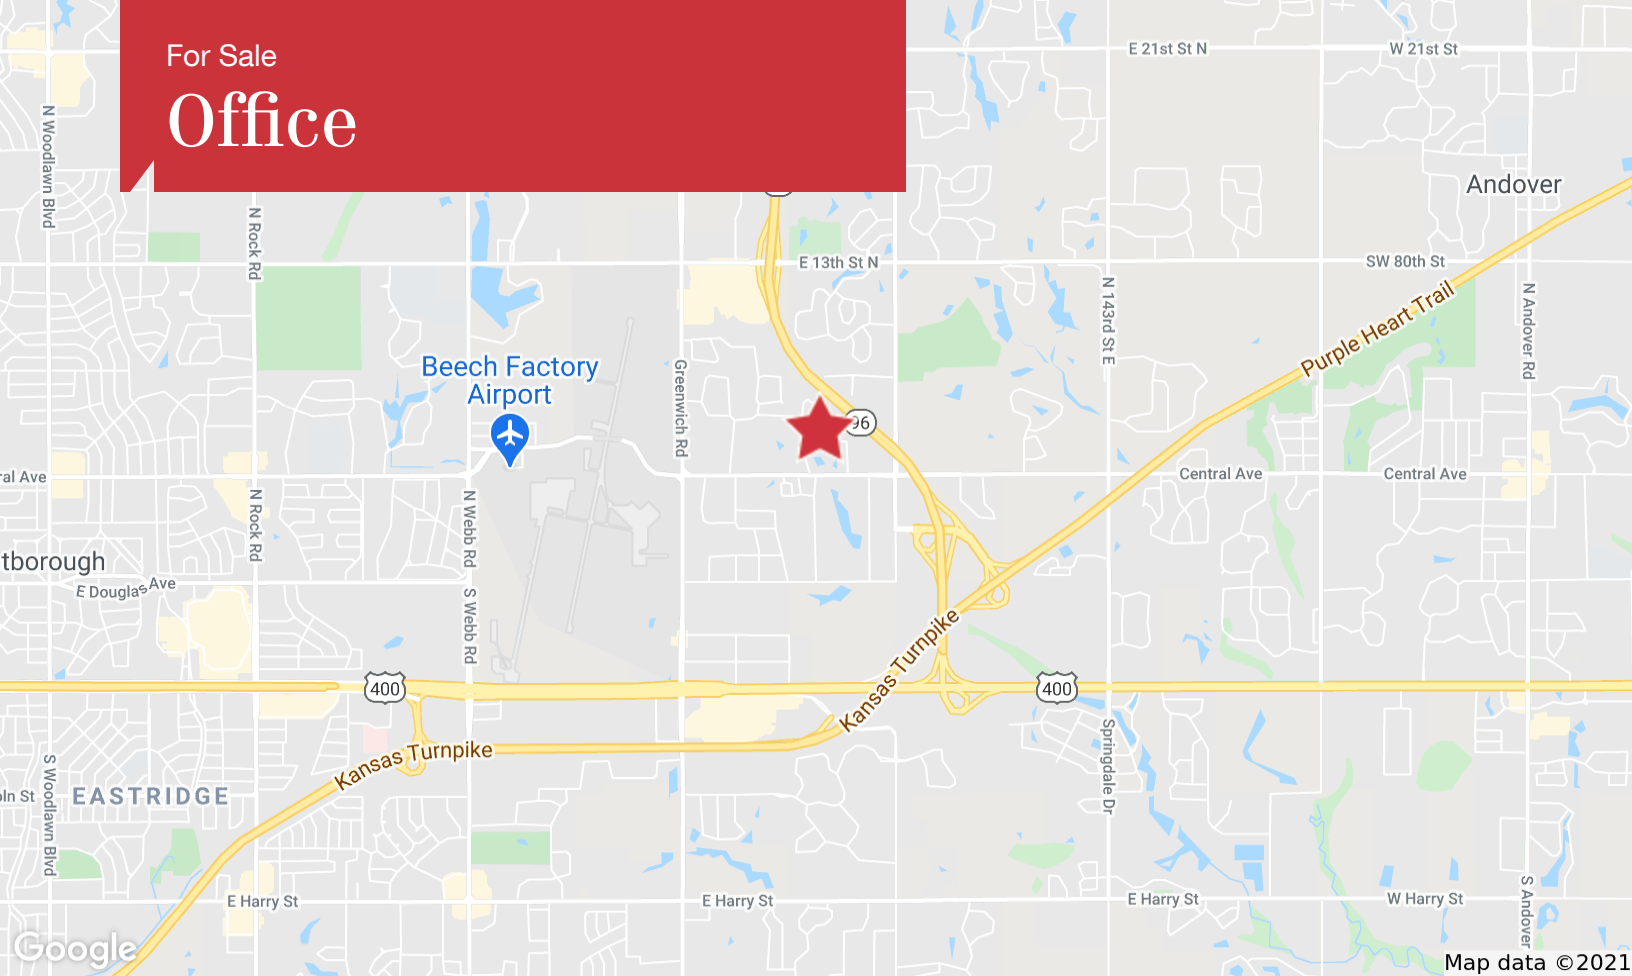 For Sale
Office
E 21st St N
W 21st St
N Woodlawn Blvd
Andover
N Rock Rd
E 13th St N
SW 80th St
N 143rd St E
Purple Heart Trail
N Andover Rd
Beech Factory
Airport
Greenwich Rd
96
ral Ave
Central Ave
Central Ave
N Rock Rd
N Webb Rd
tborough
E Douglas Ave
S Webb Rd
Kansas Turnpike
400
400
Kansas Turnpike
Springdale Dr
S Woodlawn Blvd
oln St
EASTRIDGE
E Harry St
E Harry St
E Harry St
W Harry St
S Andover
Google
Map data ©2021